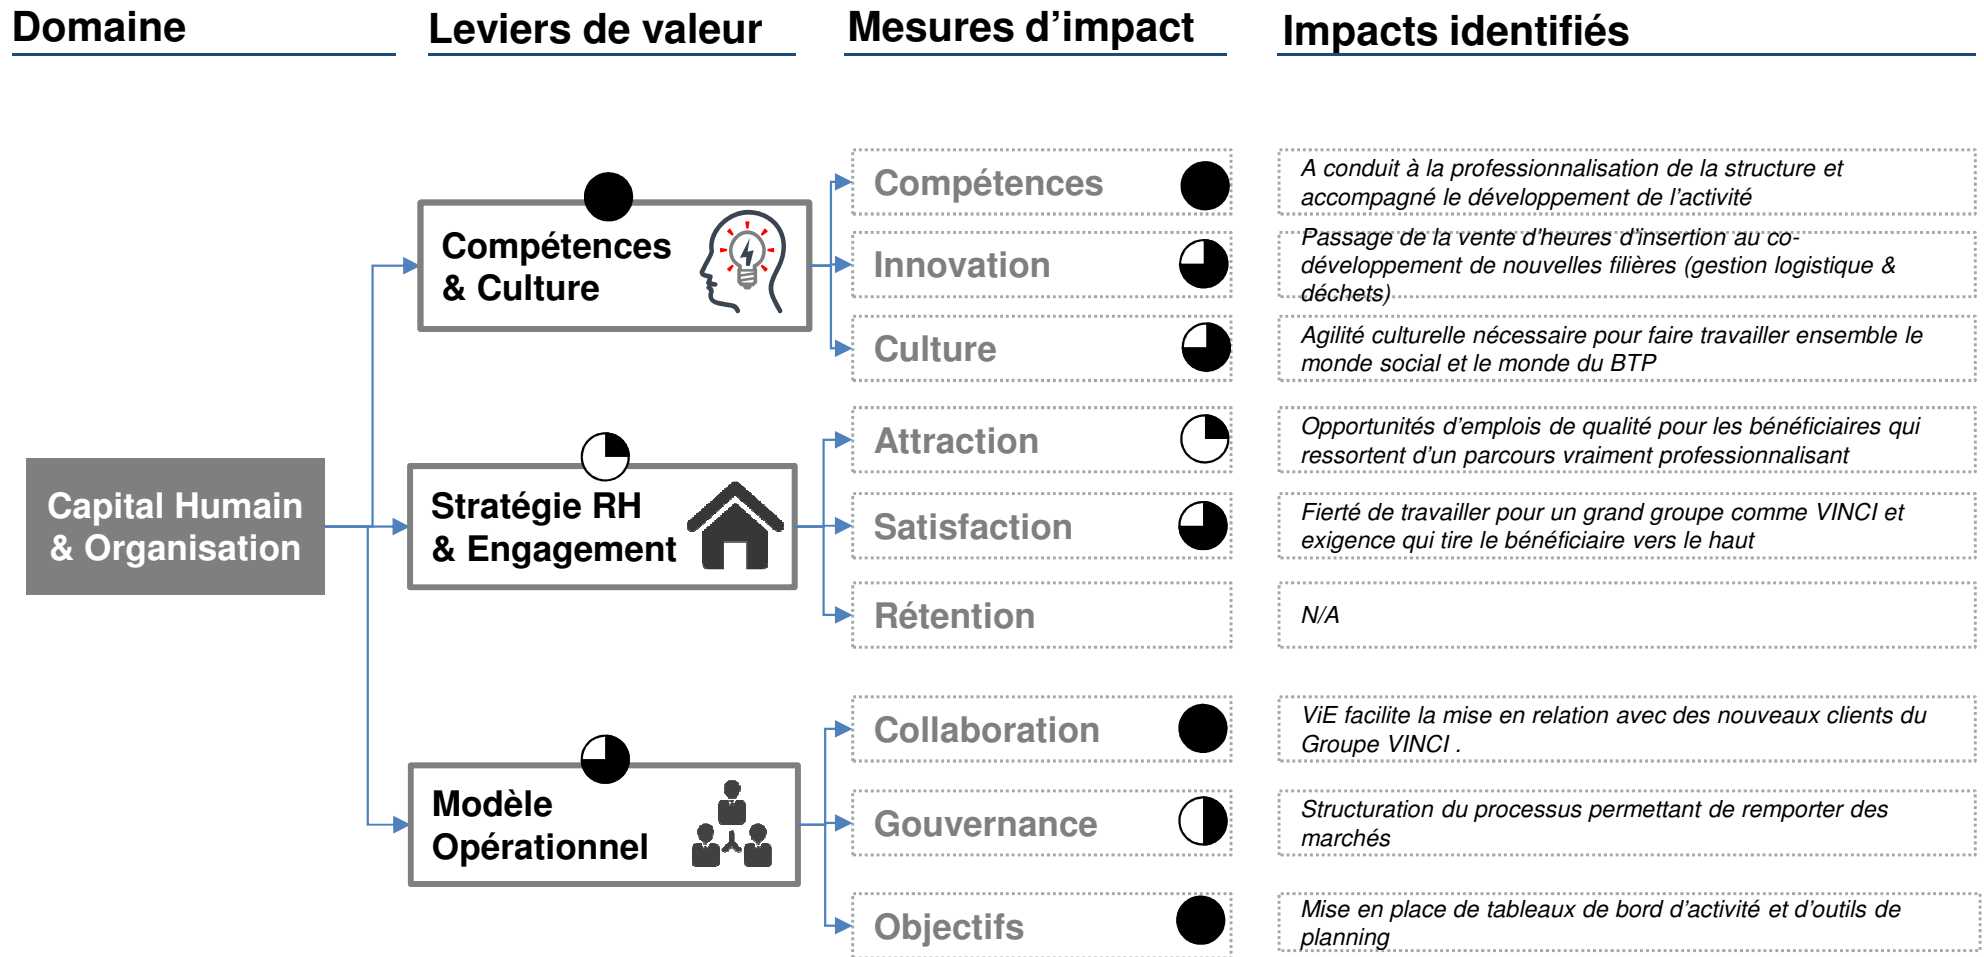 Domaine
Leviers de valeur
Mesures d'impact
Impacts identifiés
Capital Humain
& Organisation
Compétences
& Culture
Compétences
A conduit à la professionnalisation de la structure et
accompagné le développement de l'activité
Innovation
Passage de la vente d'heures d'insertion au co-
développement de nouvelles filières (gestion logistique &
déchets)
Culture
Agilité culturelle nécessaire pour faire travailler ensemble le
monde social et le monde du BTP
Stratégie RH
& Engagement
Attraction
Opportunités d'emplois de qualité pour les bénéficiaires qui
ressortent d'un parcours vraiment professionnalisant
Satisfaction
Fierté de travailler pour un grand groupe comme VINCI et
exigence qui tire le bénéficiaire vers le haut
Rétention
N/A
Modèle
Opérationnel
Collaboration
ViE facilite la mise en relation avec des nouveaux clients du
Groupe VINCI .
Gouvernance
Structuration du processus permettant de remporter des
marchés
Objectifs
Mise en place de tableaux de bord d'activité et d'outils de
planning